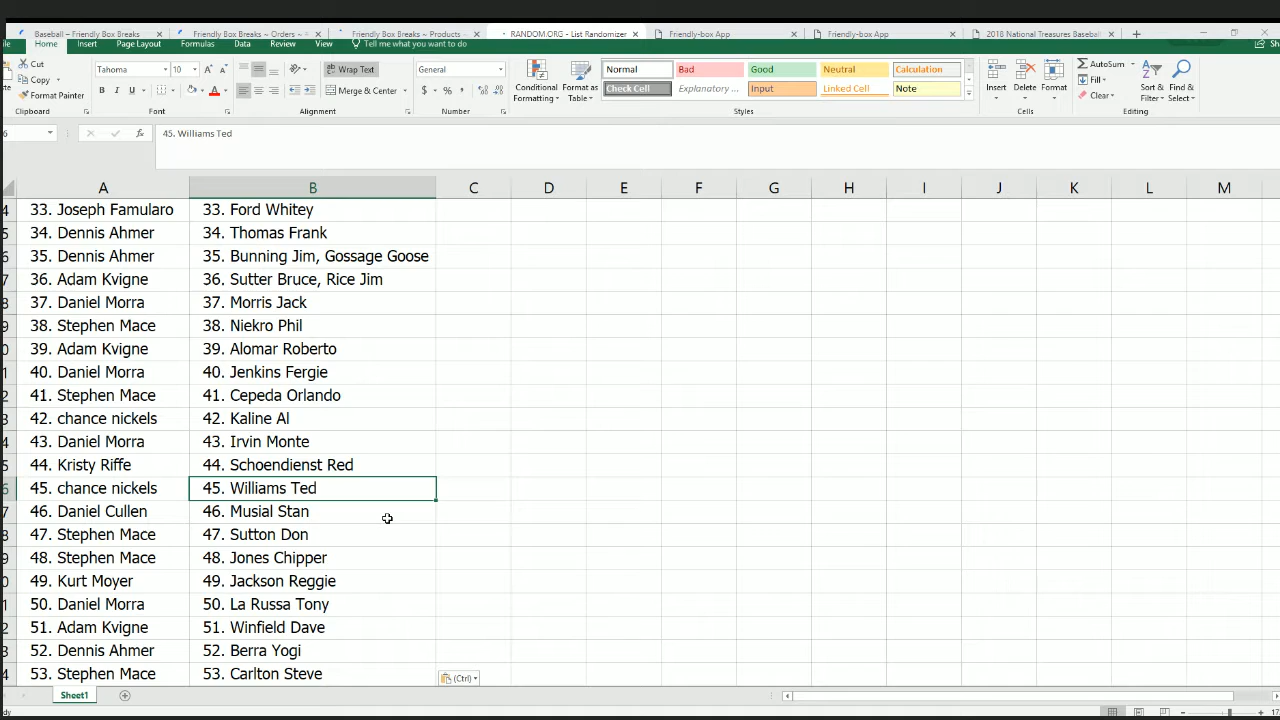 Baseball – Friendly Box Breaks
Friendly Box Breaks ~ Orders ~
Friendly Box Breaks ~ Products ~
RANDOM.ORG - List Randomizer
Friendly-box App
Friendly-box App
2018 National Treasures Baseball
Home Insert Page Layout Formulas Data Review View Tell me what you want to do
Cut
Copy
Format Painter
Tahoma 10
B I U
Font
Wrap Text
Merge & Center
Alignment
General
$ % ,
Number
Conditional Formatting
Format as Table
Normal Bad Good Neutral Calculation
Check Cell Explanatory ... Input Linked Cell Note
Styles
Insert Delete Format
Cells
AutoSum
Fill
Clear
Sort & Filter
Find & Select
Editing
45. Williams Ted
A B C D E F G H I J K L M
33. Joseph Famularo 33. Ford Whitey
34. Dennis Ahmer 34. Thomas Frank
35. Dennis Ahmer 35. Bunning Jim, Gossage Goose
36. Adam Kvigne 36. Sutter Bruce, Rice Jim
37. Daniel Morra 37. Morris Jack
38. Stephen Mace 38. Niekro Phil
39. Adam Kvigne 39. Alomar Roberto
40. Daniel Morra 40. Jenkins Fergie
41. Stephen Mace 41. Cepeda Orlando
42. chance nickels 42. Kaline Al
43. Daniel Morra 43. Irvin Monte
44. Kristy Riffe 44. Schoendienst Red
45. chance nickels 45. Williams Ted
46. Daniel Cullen 46. Musial Stan
47. Stephen Mace 47. Sutton Don
48. Stephen Mace 48. Jones Chipper
49. Kurt Moyer 49. Jackson Reggie
50. Daniel Morra 50. La Russa Tony
51. Adam Kvigne 51. Winfield Dave
52. Dennis Ahmer 52. Berra Yogi
53. Stephen Mace 53. Carlton Steve
(Ctrl)
Sheet1